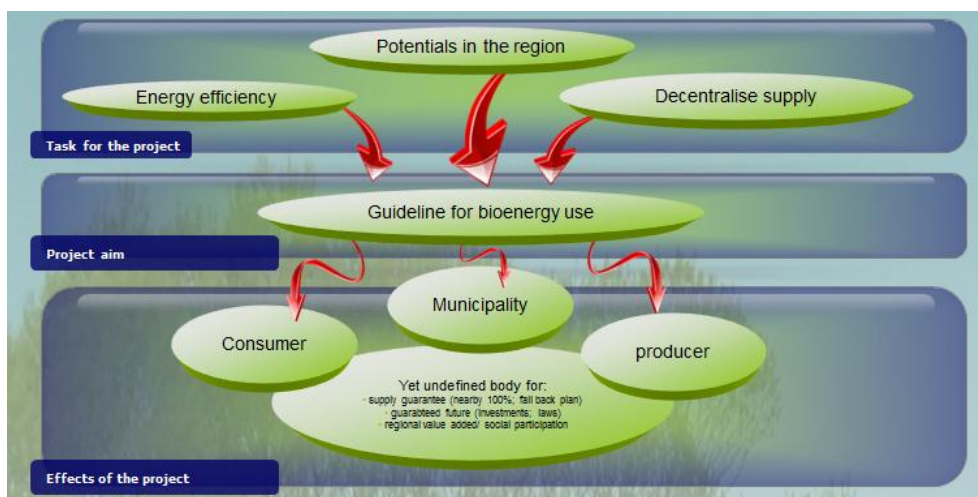 Potentials in the region
Energy efficiency
Decentralise supply
Task for the project
Guideline for bioenergy use
Project aim
Municipality
Consumer
producer
Yet undefined body for:
· supply guarantee (nearby 100%; fall back plan)
· guarabteed future (investments; laws)
· regional value added/ social participation
Effects of the project